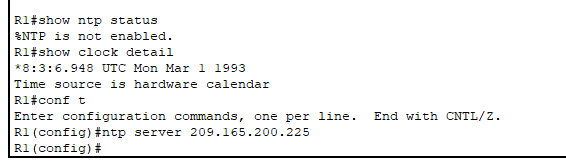 R1#show ntp status
%NTP is not enabled.
R1#show clock detail
*8:3:6.948 UTC Mon Mar 1 1993
Time source is hardware calendar
R1#conf t
Enter configuration commands, one per line.  End with CNTL/Z.
R1(config)#ntp server 209.165.200.225
R1(config)#